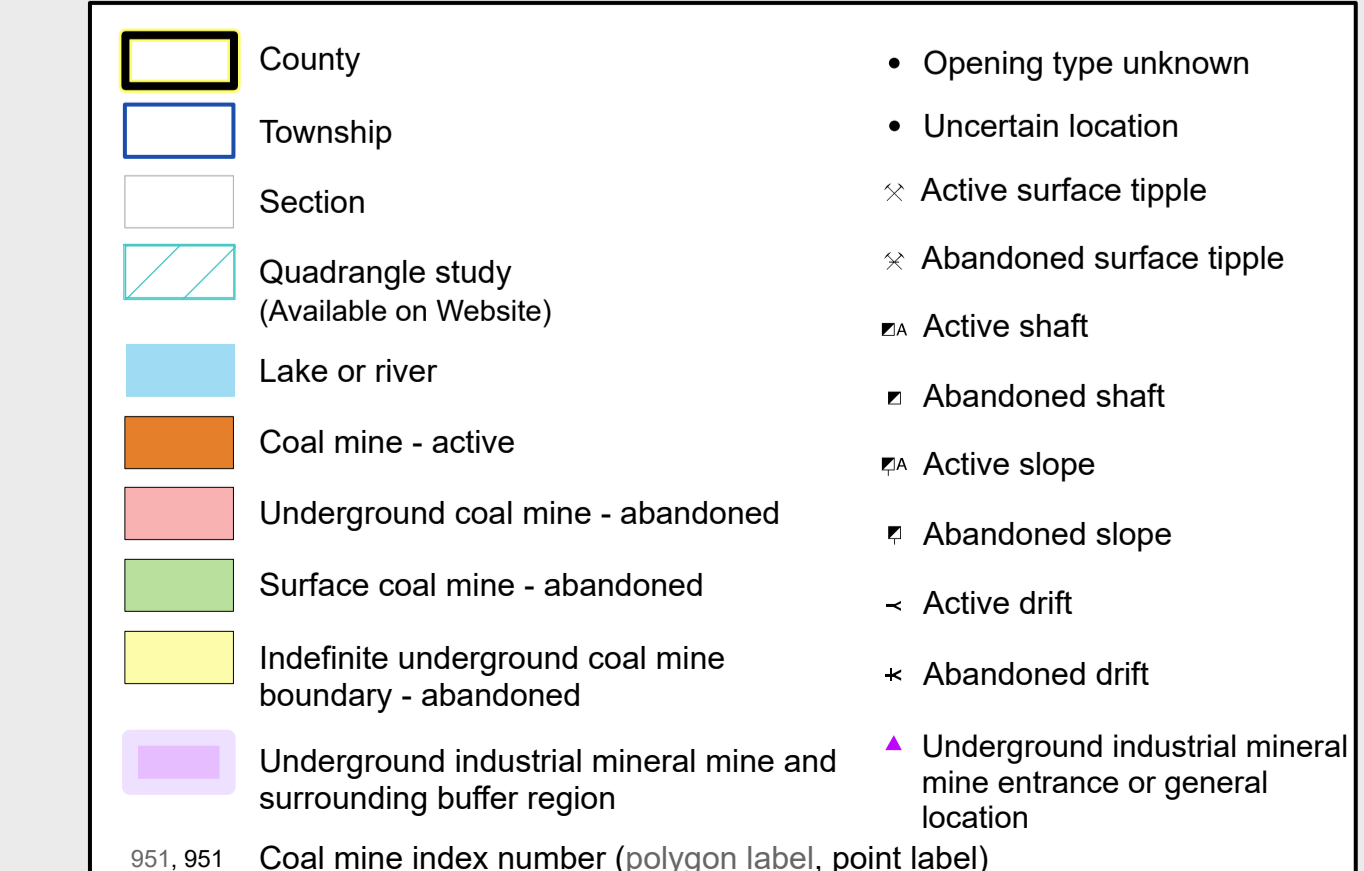 County
Township
Section
Quadrangle study
(Available on Website)
Lake or river
Coal mine - active
Underground coal mine - abandoned
Surface coal mine - abandoned
Indefinite underground coal mine
boundary - abandoned
Underground industrial mineral mine and
surrounding buffer region
951, 951 Coal mine index number (polygon label, point label)
Opening type unknown
Uncertain location
Active surface tipple
Abandoned surface tipple
A Active shaft
Abandoned shaft
A Active slope
Abandoned slope
Active drift
Abandoned drift
Underground industrial mineral
mine entrance or general
location